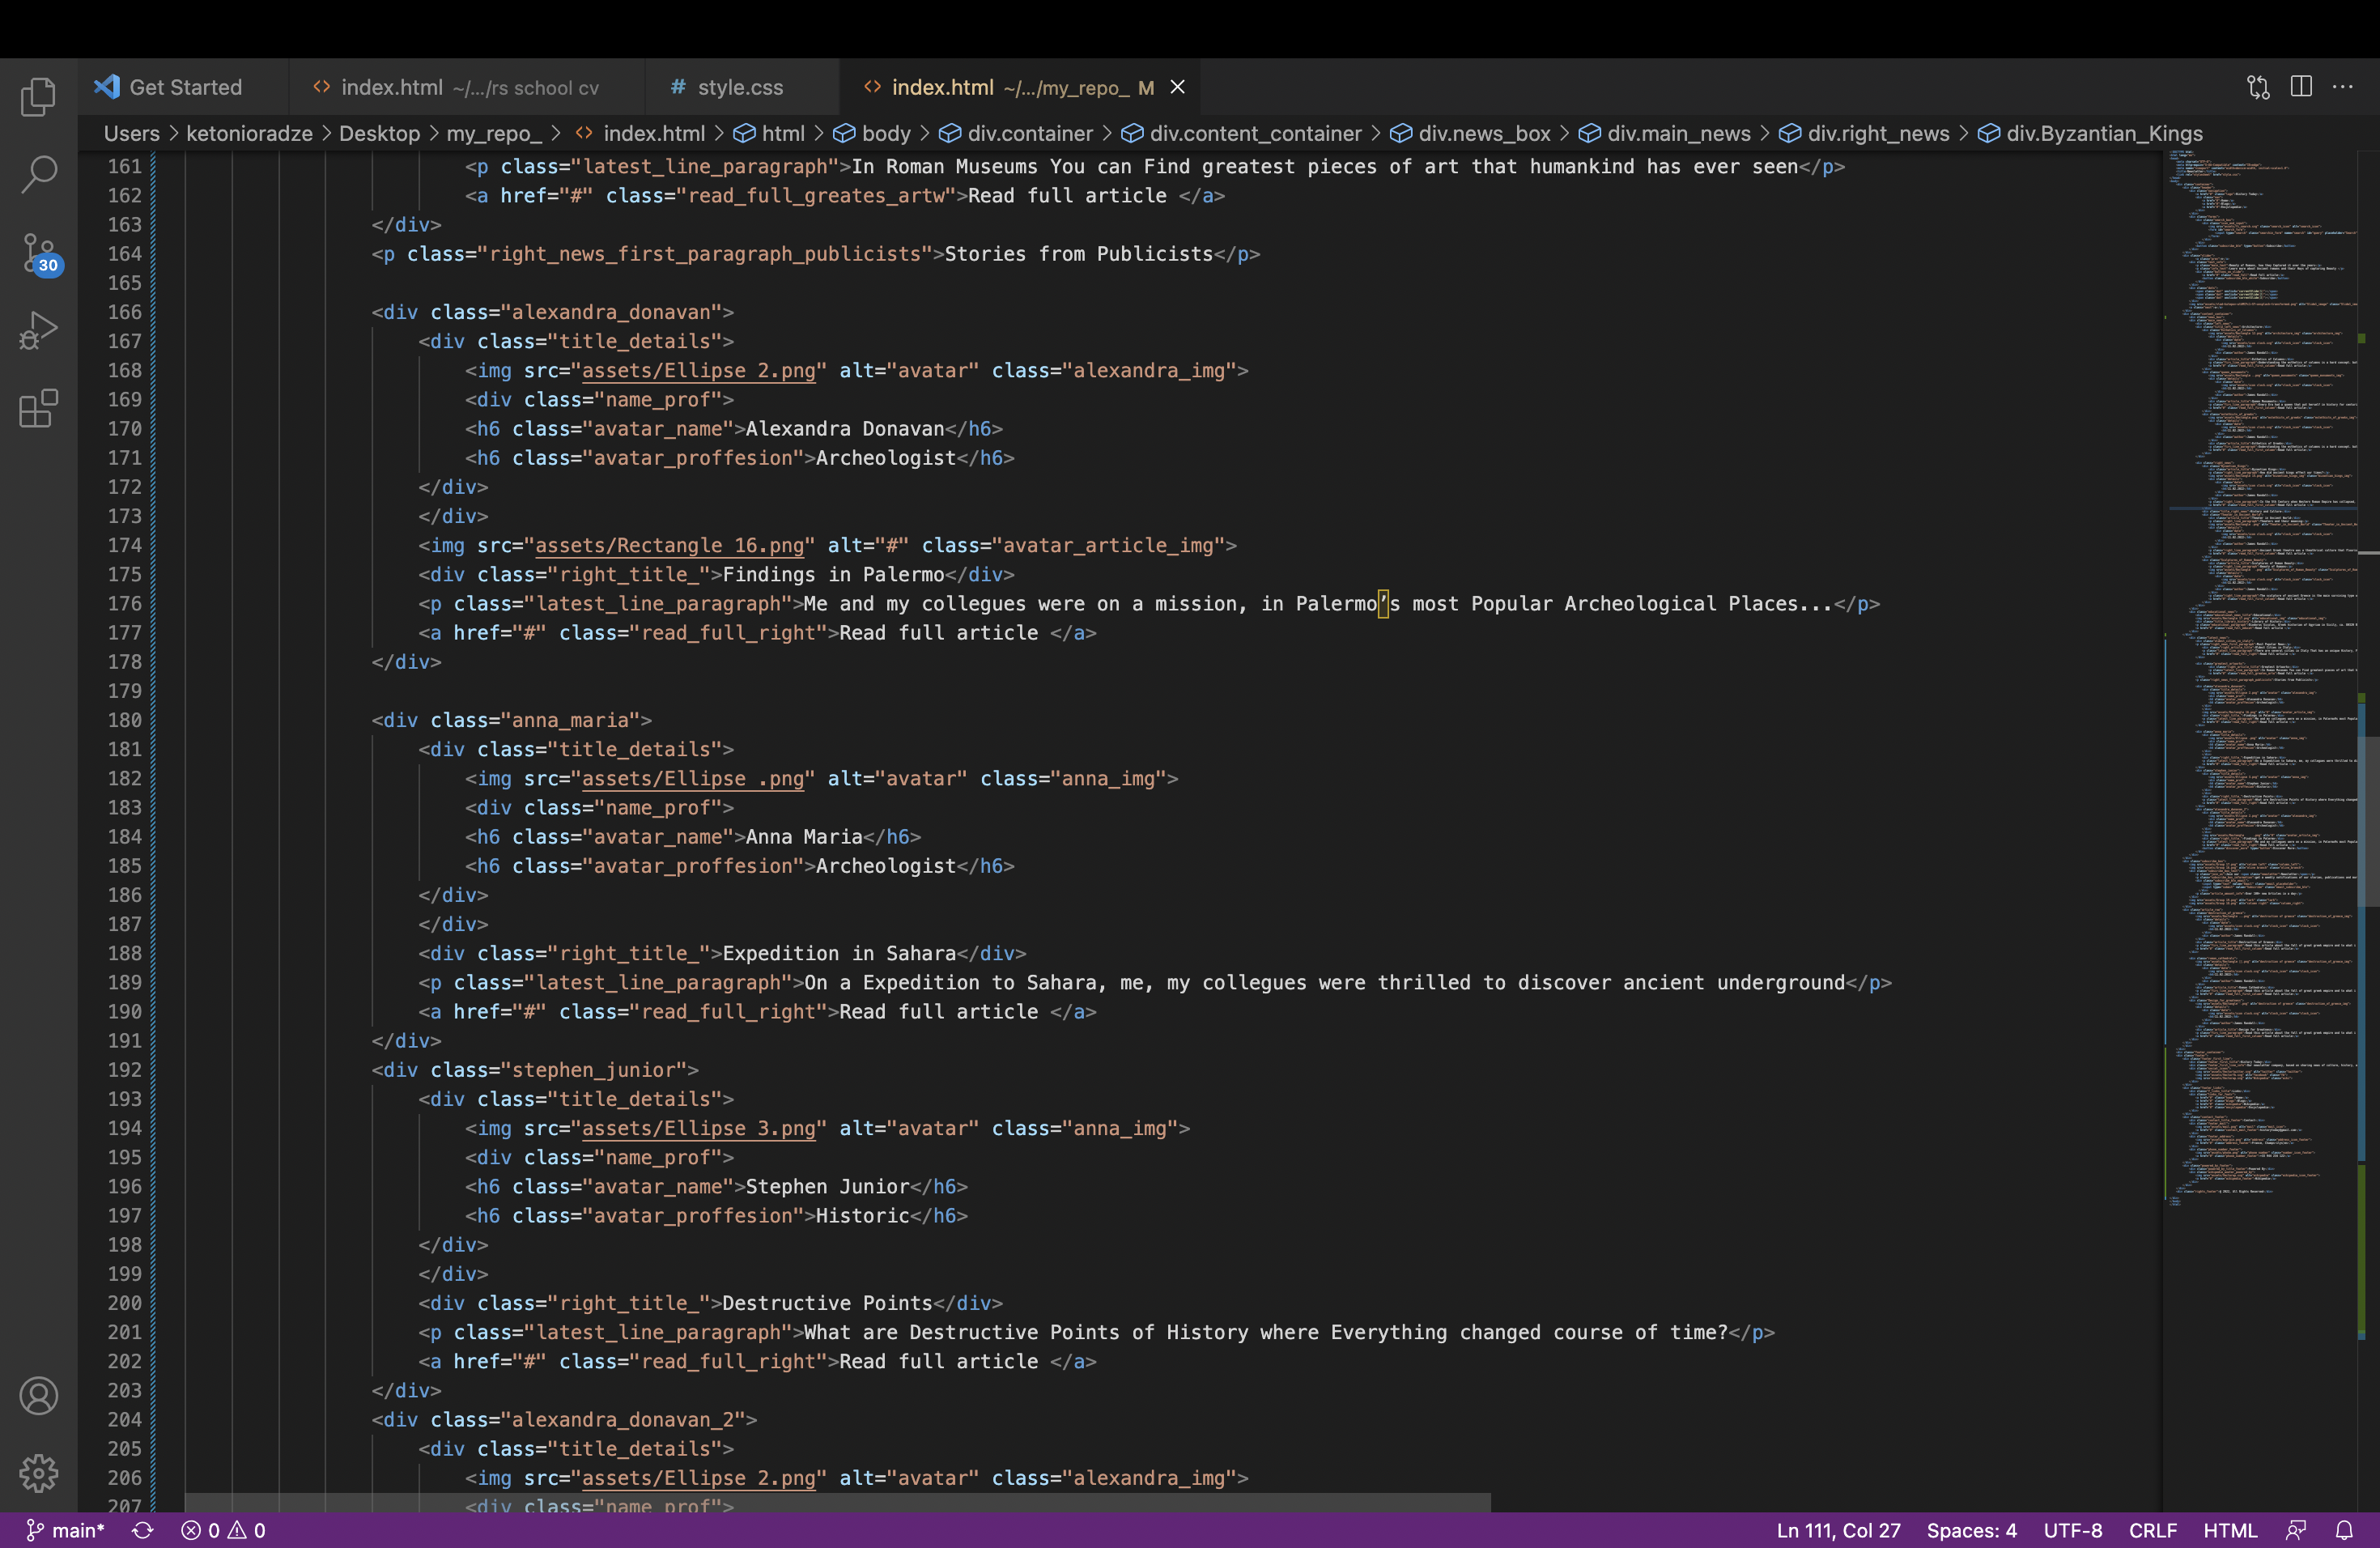 Get Started index.html ~/.../rs school cv # style.css index.html ~/.../my_repo_ M
Users > ketonioradze > Desktop > my_repo_ > index.html > html > body > div.container > div.content_container > div.news_box > div.main_news > div.right_news > div.Byzantian_Kings
30
161 <p class="latest_line_paragraph">In Roman Museums You can Find greatest pieces of art that humankind has ever seen</p>
162 <a href="#" class="read_full_greates_artw">Read full article </a>
163 </div>
164 <p class="right_news_first_paragraph_publicists">Stories from Publicists</p>
165
166 <div class="alexandra_donavan">
167 <div class="title_details">
168 <img src="assets/Ellipse 2.png" alt="avatar" class="alexandra_img">
169 <div class="name_prof">
170 <h6 class="avatar_name">Alexandra Donavan</h6>
171 <h6 class="avatar_proffesion">Archeologist</h6>
172 </div>
173 </div>
174 <img src="assets/Rectangle 16.png" alt="#" class="avatar_article_img">
175 <div class="right_title_">Findings in Palermo</div>
176 <p class="latest_line_paragraph">Me and my collegues were on a mission, in Palermo’s most Popular Archeological Places...</p>
177 <a href="#" class="read_full_right">Read full article </a>
178 </div>
179
180 <div class="anna_maria">
181 <div class="title_details">
182 <img src="assets/Ellipse .png" alt="avatar" class="anna_img">
183 <div class="name_prof">
184 <h6 class="avatar_name">Anna Maria</h6>
185 <h6 class="avatar_proffesion">Archeologist</h6>
186 </div>
187 </div>
188 <div class="right_title_">Expedition in Sahara</div>
189 <p class="latest_line_paragraph">On a Expedition to Sahara, me, my collegues were thrilled to discover ancient underground</p>
190 <a href="#" class="read_full_right">Read full article </a>
191 </div>
192 <div class="stephen_junior">
193 <div class="title_details">
194 <img src="assets/Ellipse 3.png" alt="avatar" class="anna_img">
195 <div class="name_prof">
196 <h6 class="avatar_name">Stephen Junior</h6>
197 <h6 class="avatar_proffesion">Historic</h6>
198 </div>
199 </div>
200 <div class="right_title_">Destructive Points</div>
201 <p class="latest_line_paragraph">What are Destructive Points of History where Everything changed course of time?</p>
202 <a href="#" class="read_full_right">Read full article </a>
203 </div>
204 <div class="alexandra_donavan_2">
205 <div class="title_details">
206 <img src="assets/Ellipse 2.png" alt="avatar" class="alexandra_img">
207 <div class="name_prof">
main* 0 0 Ln 111, Col 27 Spaces: 4 UTF-8 CRLF HTML